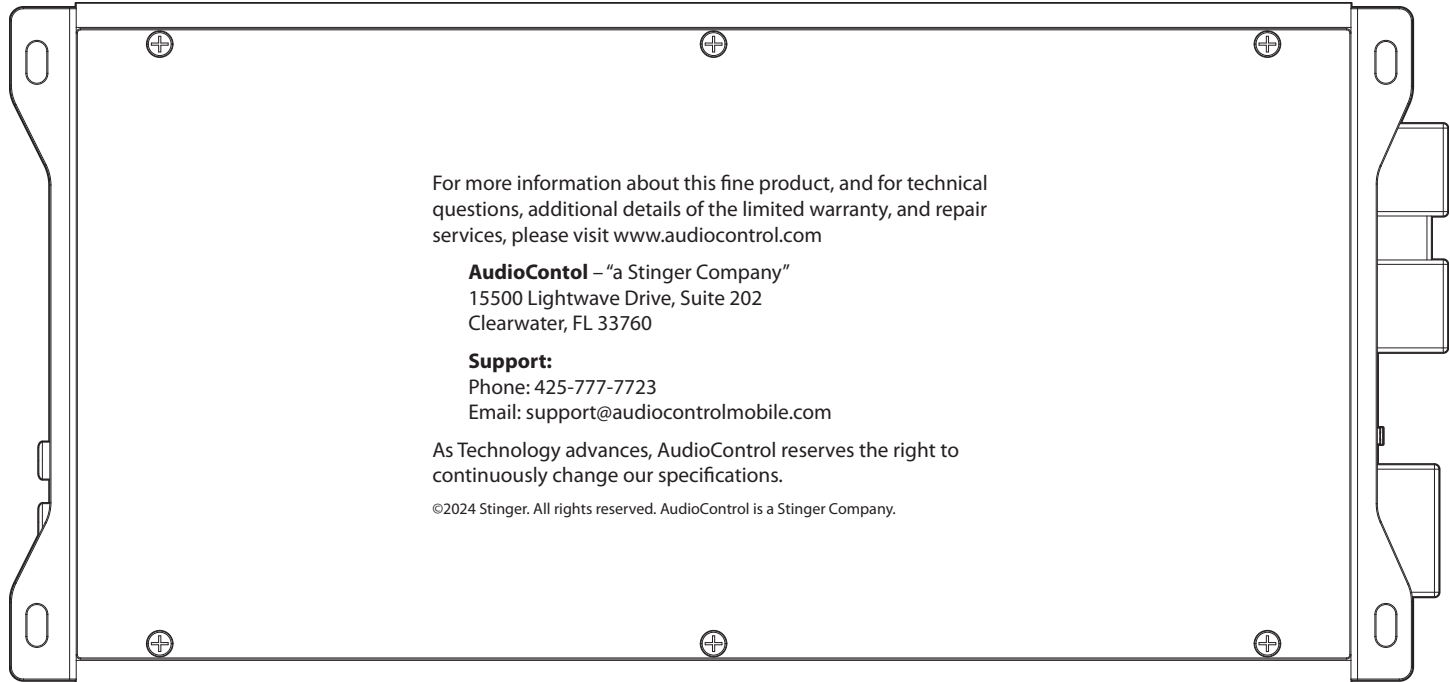 For more information about this fine product, and for technical
questions, additional details of the limited warranty, and repair
services, please visit www.audiocontrol.com
AudioContol – “a Stinger Company”
15500 Lightwave Drive, Suite 202
Clearwater, FL 33760
Support:
Phone: 425-777-7723
Email: support@audiocontrolmobile.com
As Technology advances, AudioControl reserves the right to
continuously change our specifications.
©2024 Stinger. All rights reserved. AudioControl is a Stinger Company.